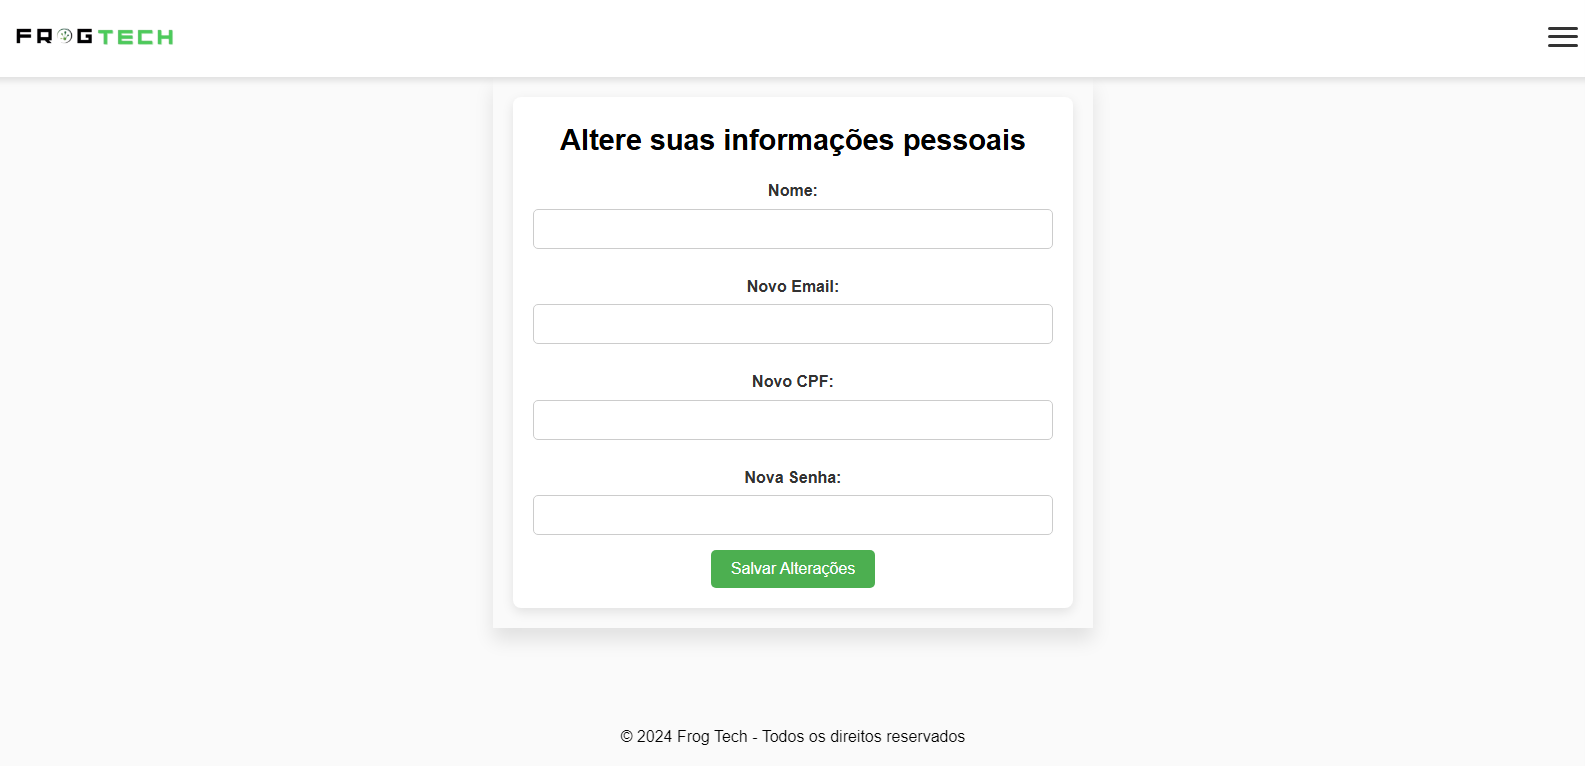 FROGTECH
Altere suas informações pessoais
Nome:
Novo Email:
Novo CPF:
Nova Senha:
Salvar Alterações
© 2024 Frog Tech - Todos os direitos reservados